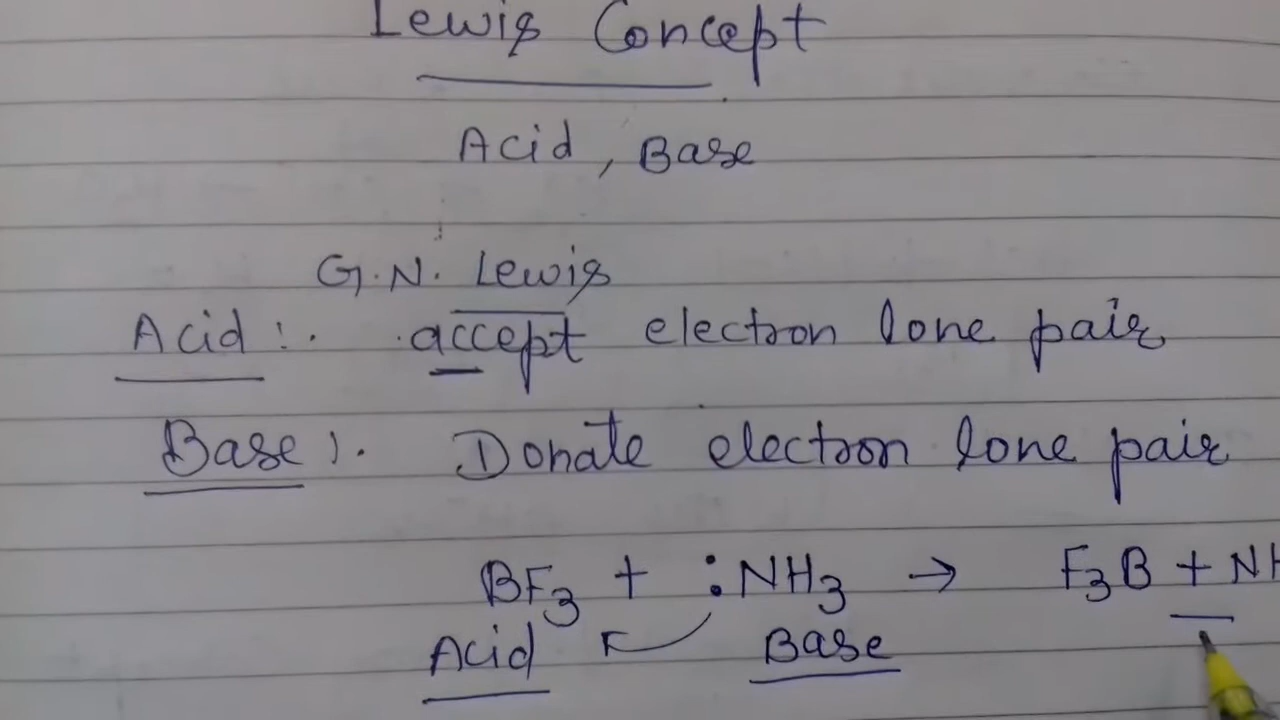 Lewis Concept
Acid, Base
G.N. Lewis
Acid :. accept electron lone pair
Base :. Donate electron lone pair
BF3 + :NH3 → F3B + NH
Acid Base